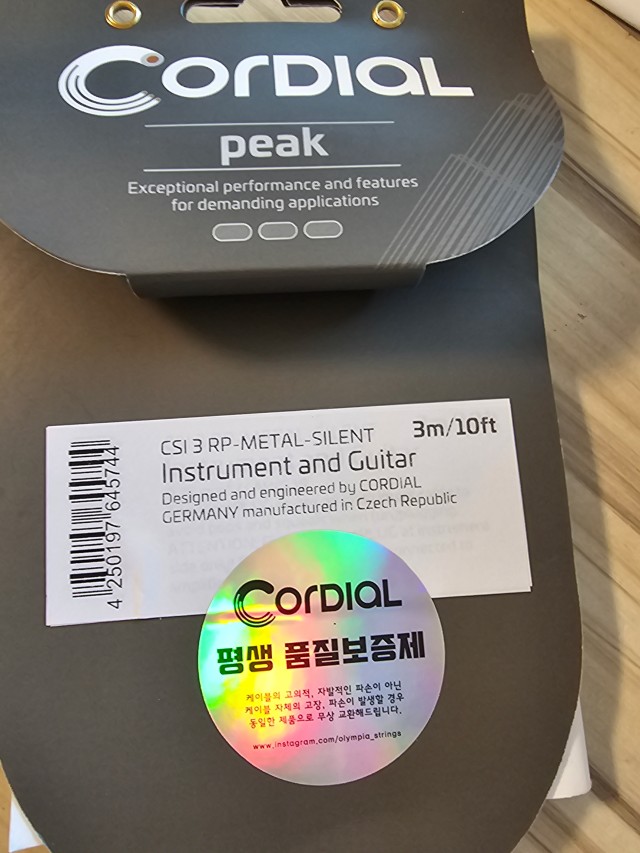 CORDIAL
peak
Exceptional performance and features
for demanding applications
CSI 3 RP-METAL-SILENT
3m/10ft
Instrument and Guitar
Designed and engineered by CORDIAL
GERMANY manufactured in Czech Republic
4 250197 645744
CORDIAL
평생 품질보증제
케이블의 고의적, 자발적인 파손이 아닌
케이블 자체의 고장, 파손이 발생할 경우
동일한 제품으로 무상 교환해드립니다.
www.instagram.com/olympia_strings